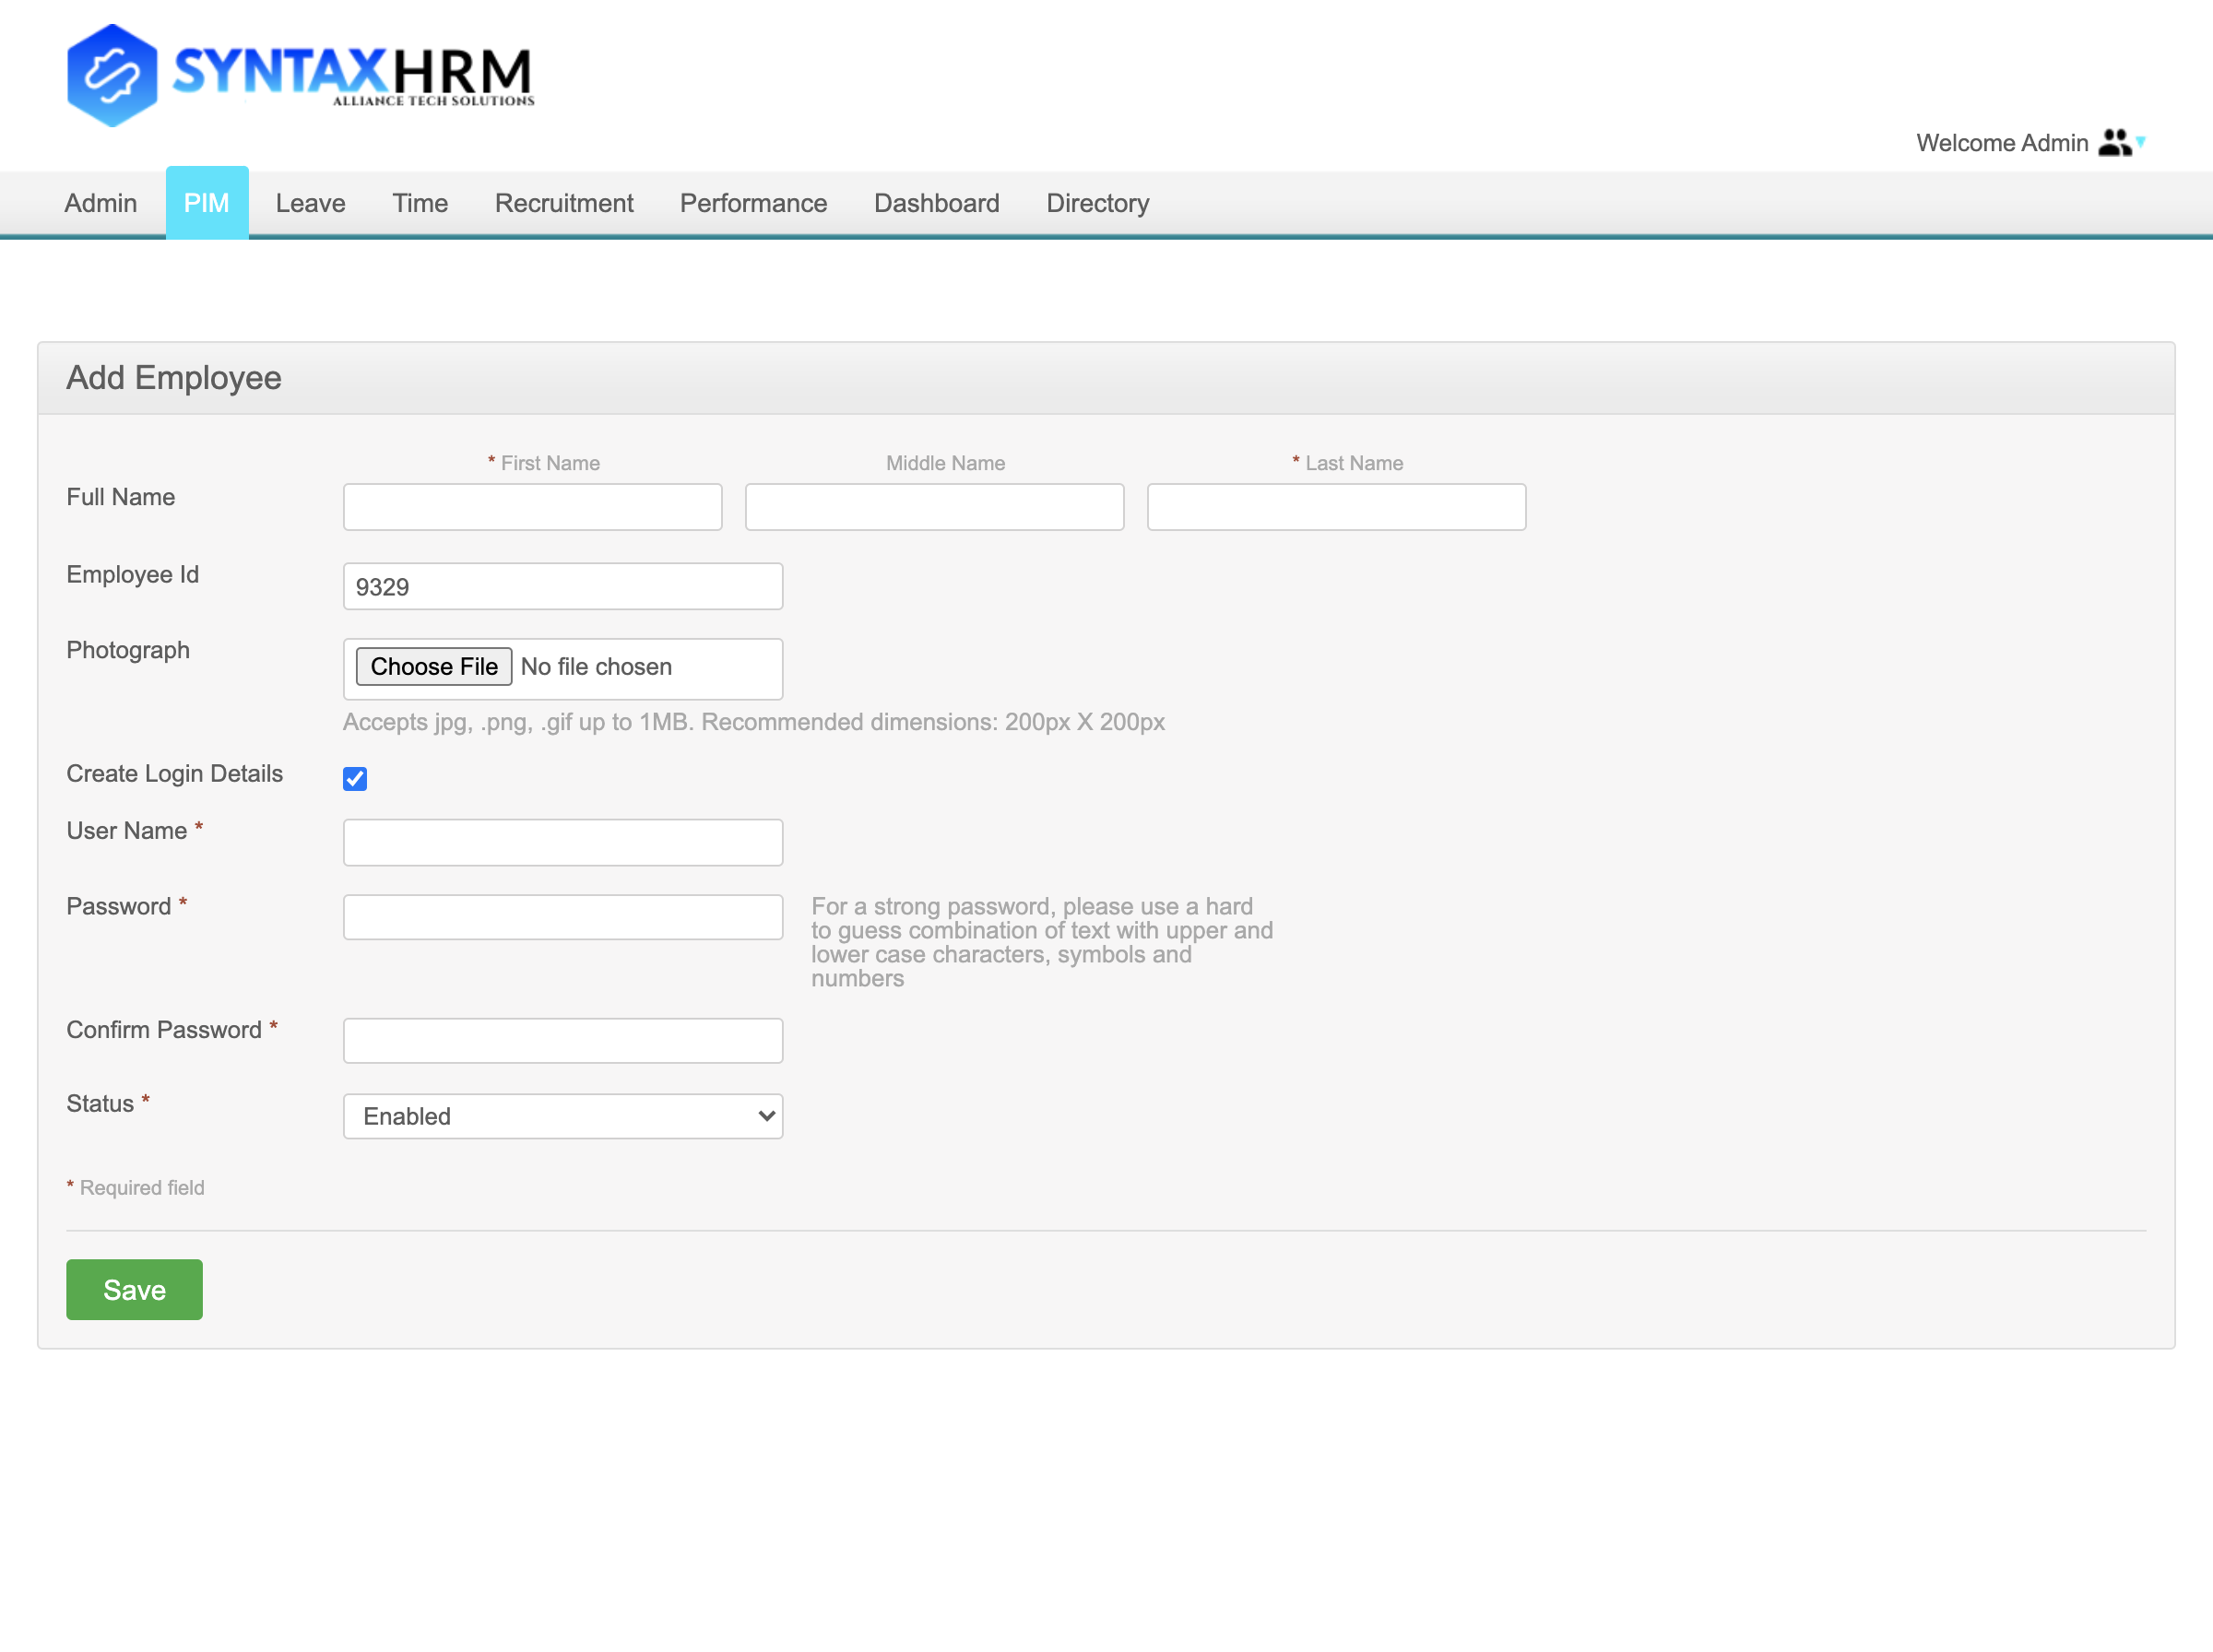 SYNTAXHRM
ALLIANCE TECH SOLUTIONS
Welcome Admin
Admin PIM Leave Time Recruitment Performance Dashboard Directory
Add Employee
* First Name Middle Name * Last Name
Full Name
Employee Id 9329
Photograph Choose File No file chosen
Accepts jpg, .png, .gif up to 1MB. Recommended dimensions: 200px X 200px
Create Login Details
User Name *
Password * For a strong password, please use a hard
to guess combination of text with upper and
lower case characters, symbols and
numbers
Confirm Password *
Status * Enabled
* Required field
Save